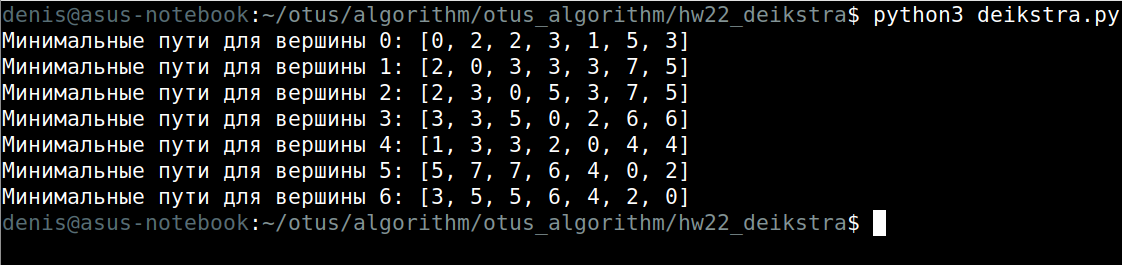 denis@asus-notebook:~/otus/algorithm/otus_algorithm/hw22_deikstra$ python3 deikstra.py
Минимальные пути для вершины 0: [0, 2, 2, 3, 1, 5, 3]
Минимальные пути для вершины 1: [2, 0, 3, 3, 3, 7, 5]
Минимальные пути для вершины 2: [2, 3, 0, 5, 3, 7, 5]
Минимальные пути для вершины 3: [3, 3, 5, 0, 2, 6, 6]
Минимальные пути для вершины 4: [1, 3, 3, 2, 0, 4, 4]
Минимальные пути для вершины 5: [5, 7, 7, 6, 4, 0, 2]
Минимальные пути для вершины 6: [3, 5, 5, 6, 4, 2, 0]
denis@asus-notebook:~/otus/algorithm/otus_algorithm/hw22_deikstra$